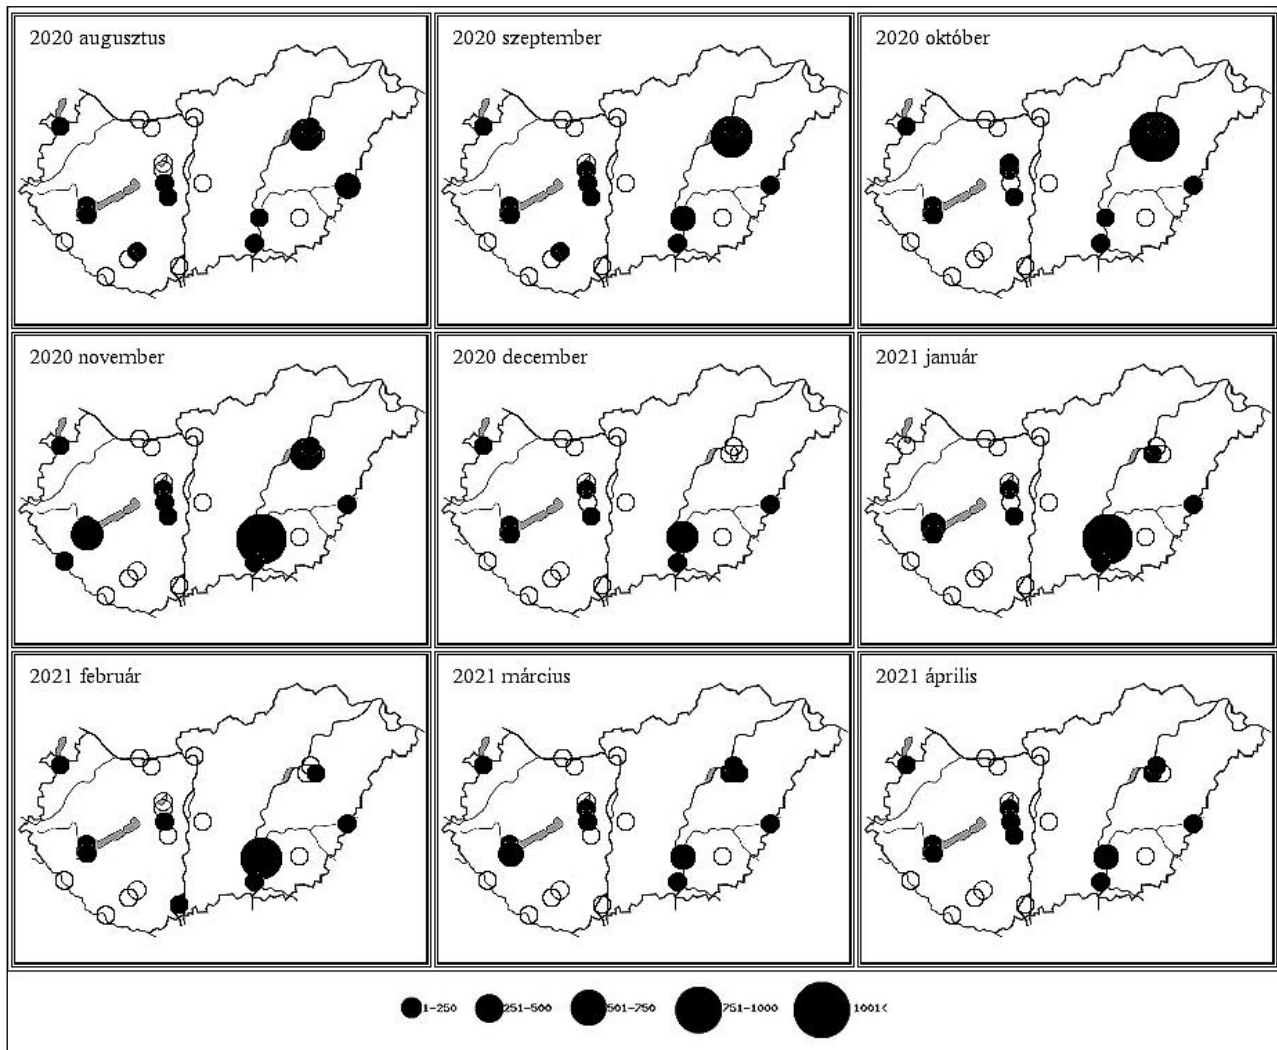 2020 augusztus
2020 szeptember
2020 október
2020 november
2020 december
2021 január
2021 február
2021 március
2021 április
1-250 251-500 501-750 751-1000 1001<